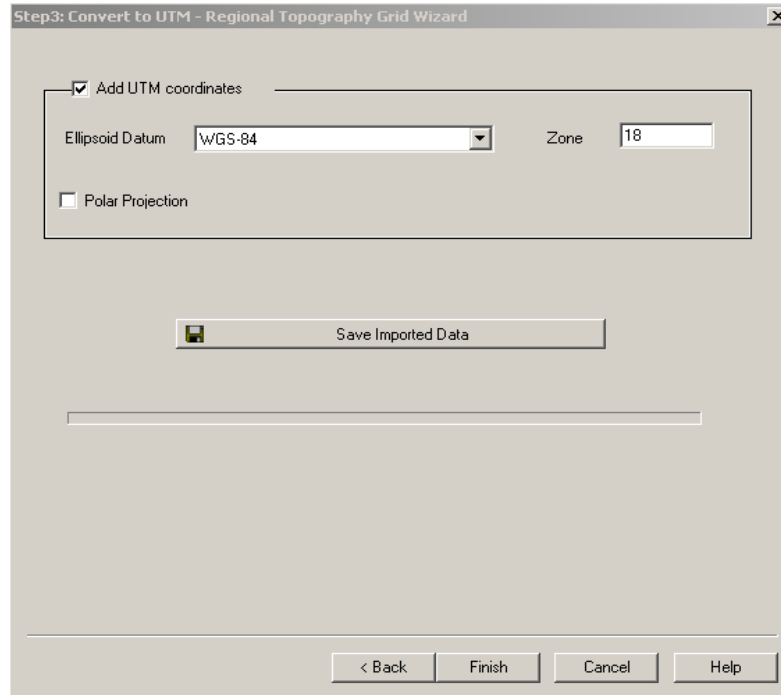 Step3: Convert to UTM - Regional Topography Grid Wizard
Add UTM coordinates
Ellipsoid Datum WGS-84 Zone 18
Polar Projection
Save Imported Data
< Back Finish Cancel Help